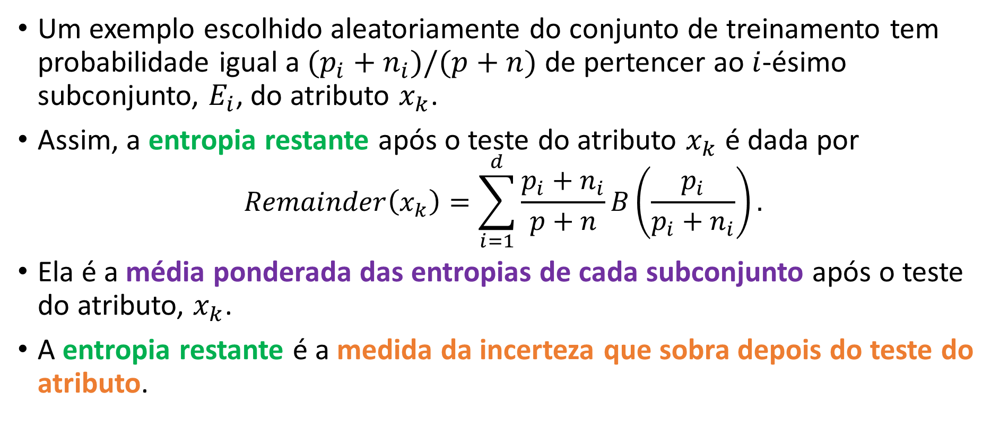 • Um exemplo escolhido aleatoriamente do conjunto de treinamento tem
probabilidade igual a $(p_i + n_i)/(p + n)$ de pertencer ao $i$-ésimo
subconjunto, $E_i$, do atributo $x_k$.
• Assim, a entropia restante após o teste do atributo $x_k$ é dada por
$Remainder(x_k) = \sum_{i=1}^{d} \frac{p_i + n_i}{p + n} B\left(\frac{p_i}{p_i + n_i}\right).$
• Ela é a média ponderada das entropias de cada subconjunto após o teste
do atributo, $x_k$.
• A entropia restante é a medida da incerteza que sobra depois do teste do
atributo.